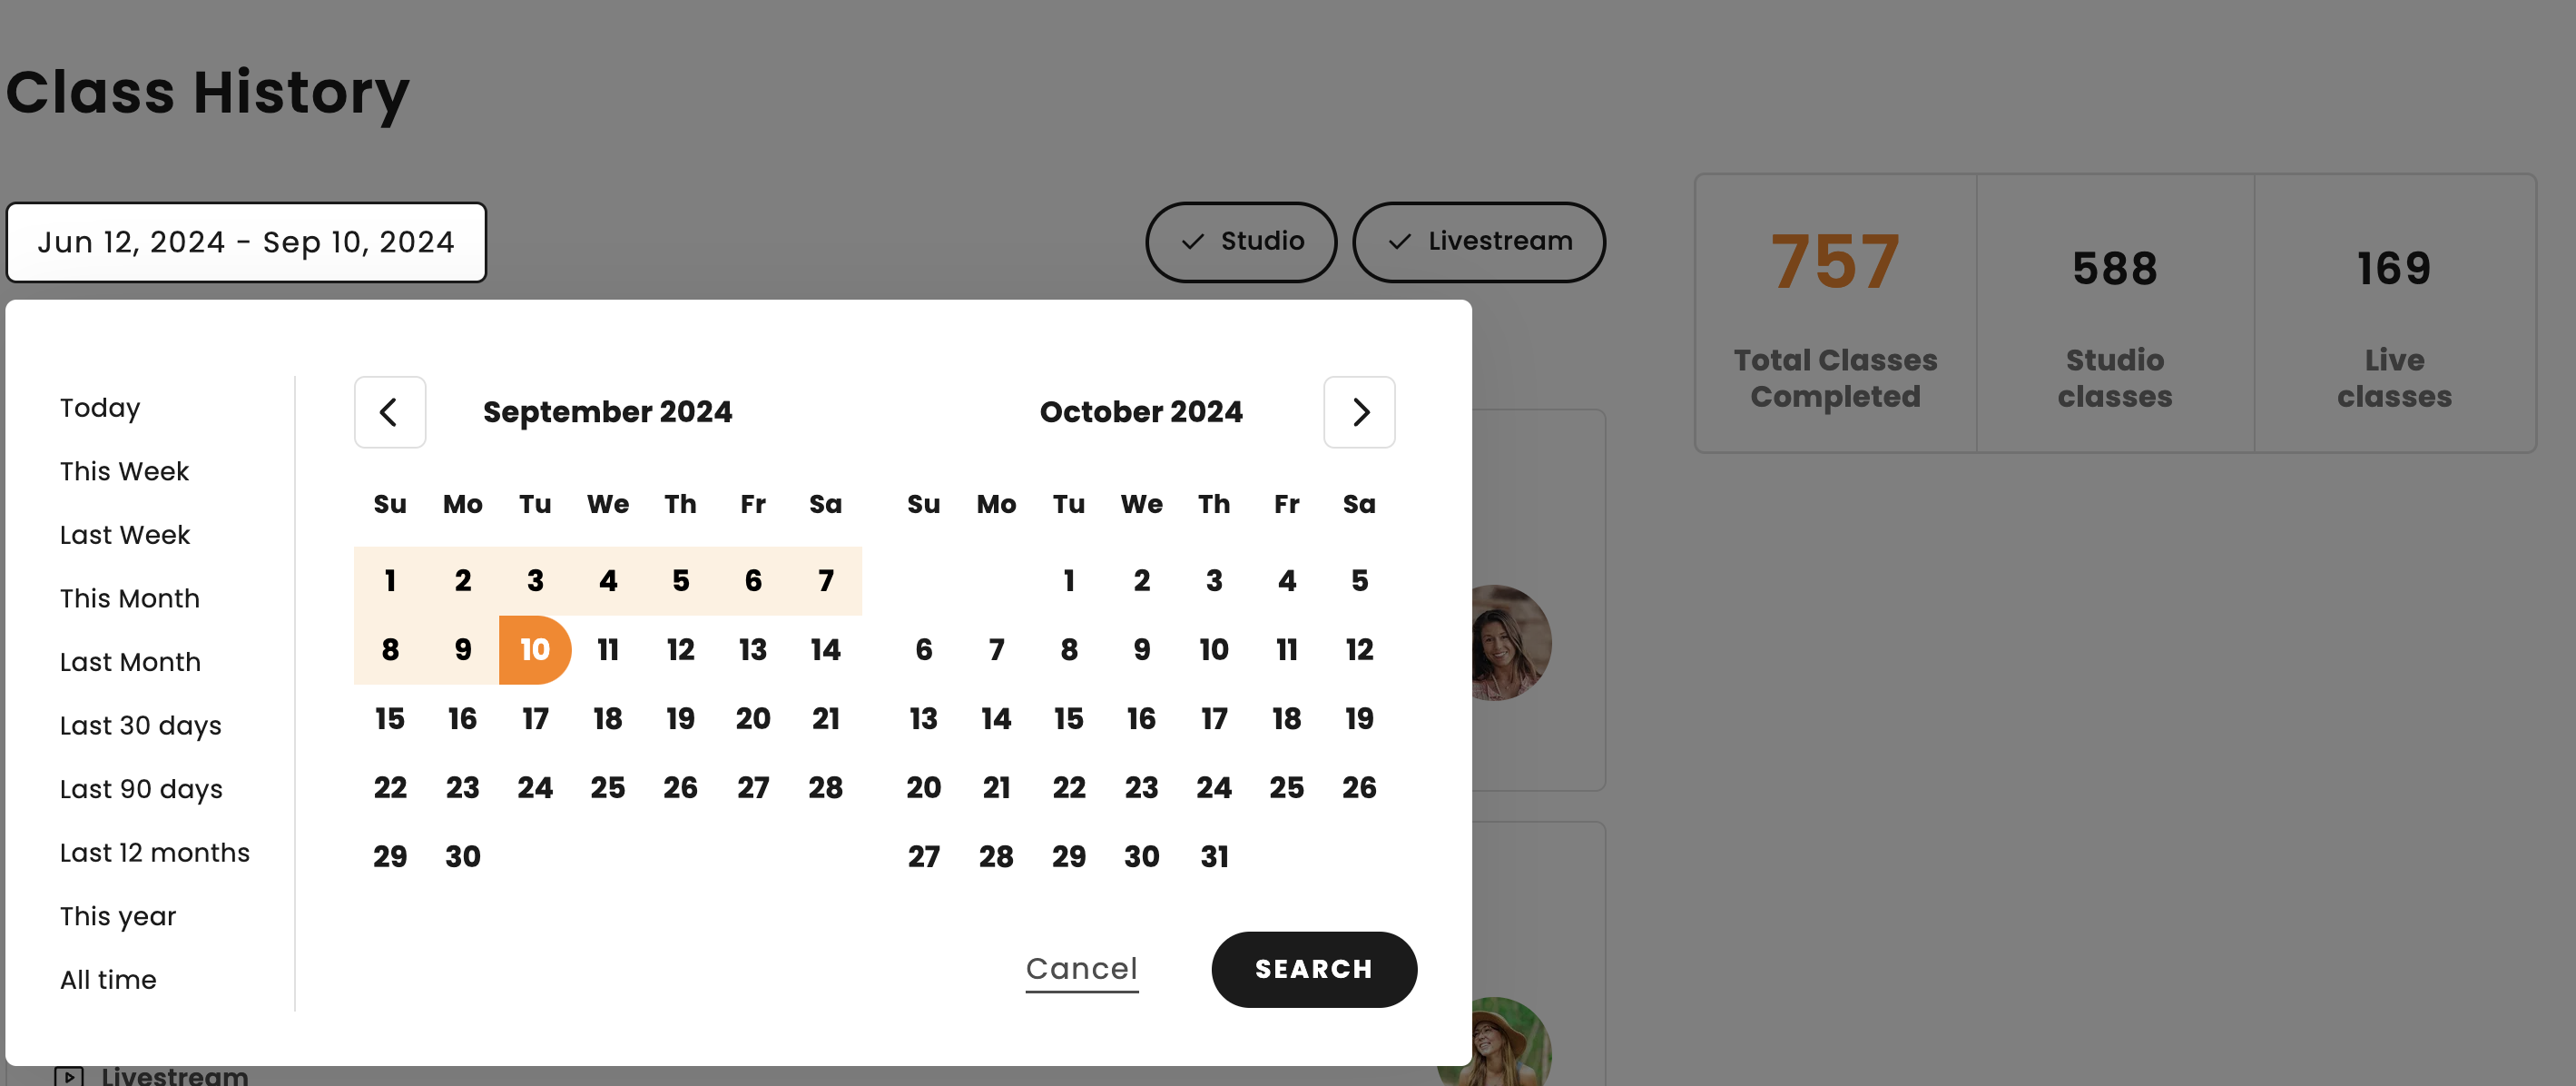 Class History
Jun 12, 2024 - Sep 10, 2024
Studio
Livestream
757
Total Classes
Completed
588
Studio
classes
169
Live
classes
Today
This Week
Last Week
This Month
Last Month
Last 30 days
Last 90 days
Last 12 months
This year
All time
September 2024
Su Mo Tu We Th Fr Sa
1 2 3 4 5 6 7
8 9 10 11 12 13 14
15 16 17 18 19 20 21
22 23 24 25 26 27 28
29 30
October 2024
Su Mo Tu We Th Fr Sa
1 2 3 4 5
6 7 8 9 10 11 12
13 14 15 16 17 18 19
20 21 22 23 24 25 26
27 28 29 30 31
Cancel
SEARCH
Livestream